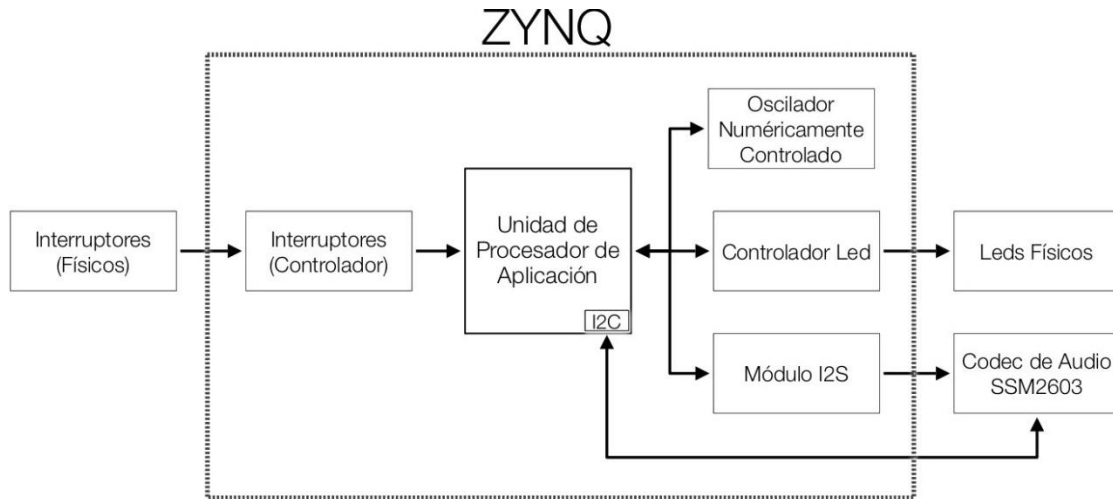 ZYNQ
Oscilador
Numéricamente
Controlado
Interruptores
(Físicos)
Interruptores
(Controlador)
Unidad de
Procesador de
Aplicación
I2C
Controlador Led
Leds Físicos
Módulo I2S
Codec de Audio
SSM2603